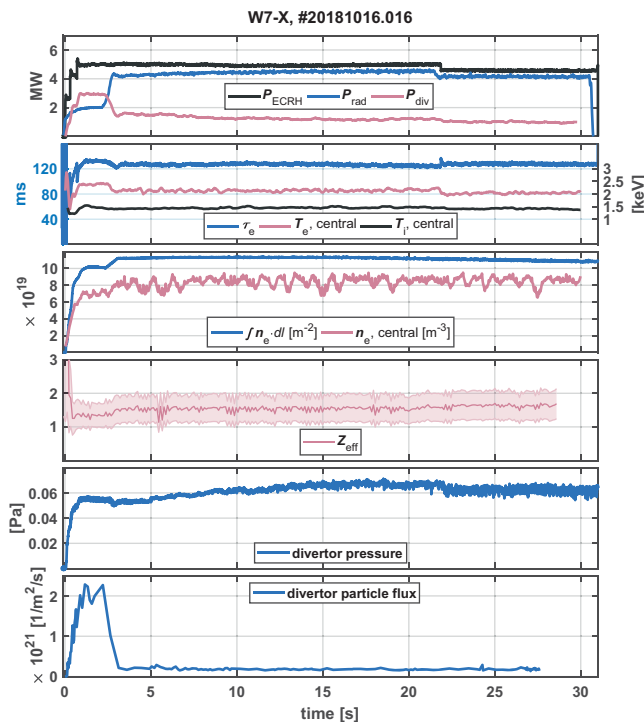 W7-X, #20181016.016
6
4
2
MW
P_ECRH P_rad P_div
120
80
40
ms
3
2.5
2
1.5
1
[keV]
τ_e T_e, central T_i, central
10
8
6
4
2
0
× 10^19
∫ n_e·dl [m^-2] n_e, central [m^-3]
3
2
1
Z_eff
0.06
0.04
0.02
[Pa]
divertor pressure
2
1
0
× 10^21 [1/m^2/s]
divertor particle flux
0 5 10 15 20 25 30
time [s]